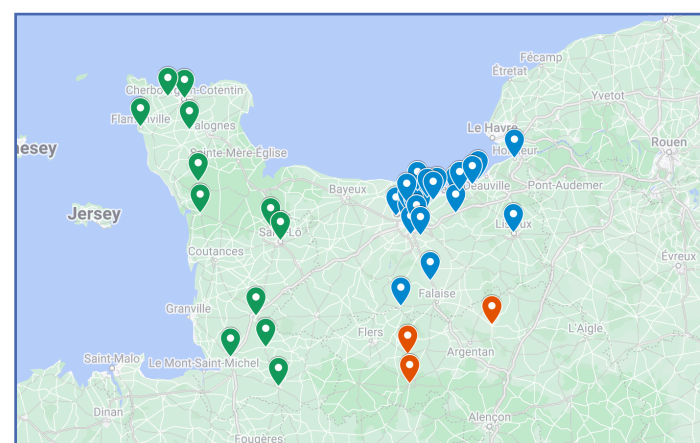 Fécamp
Étretat
Yvetot
Cherbourg-en-Cotentin
Flamanville
Valognes
Le Havre
Rouen
Honfleur
esey
Sainte-Mère-Église
Bayeux
Deauville
Pont-Audemer
Jersey
Saint-Lô
Lisieux
Coutances
Évreux
Falaise
Granville
Flers
L'Aigle
Saint-Malo
Le Mont-Saint-Michel
Argentan
Dinan
Alençon
Fougères